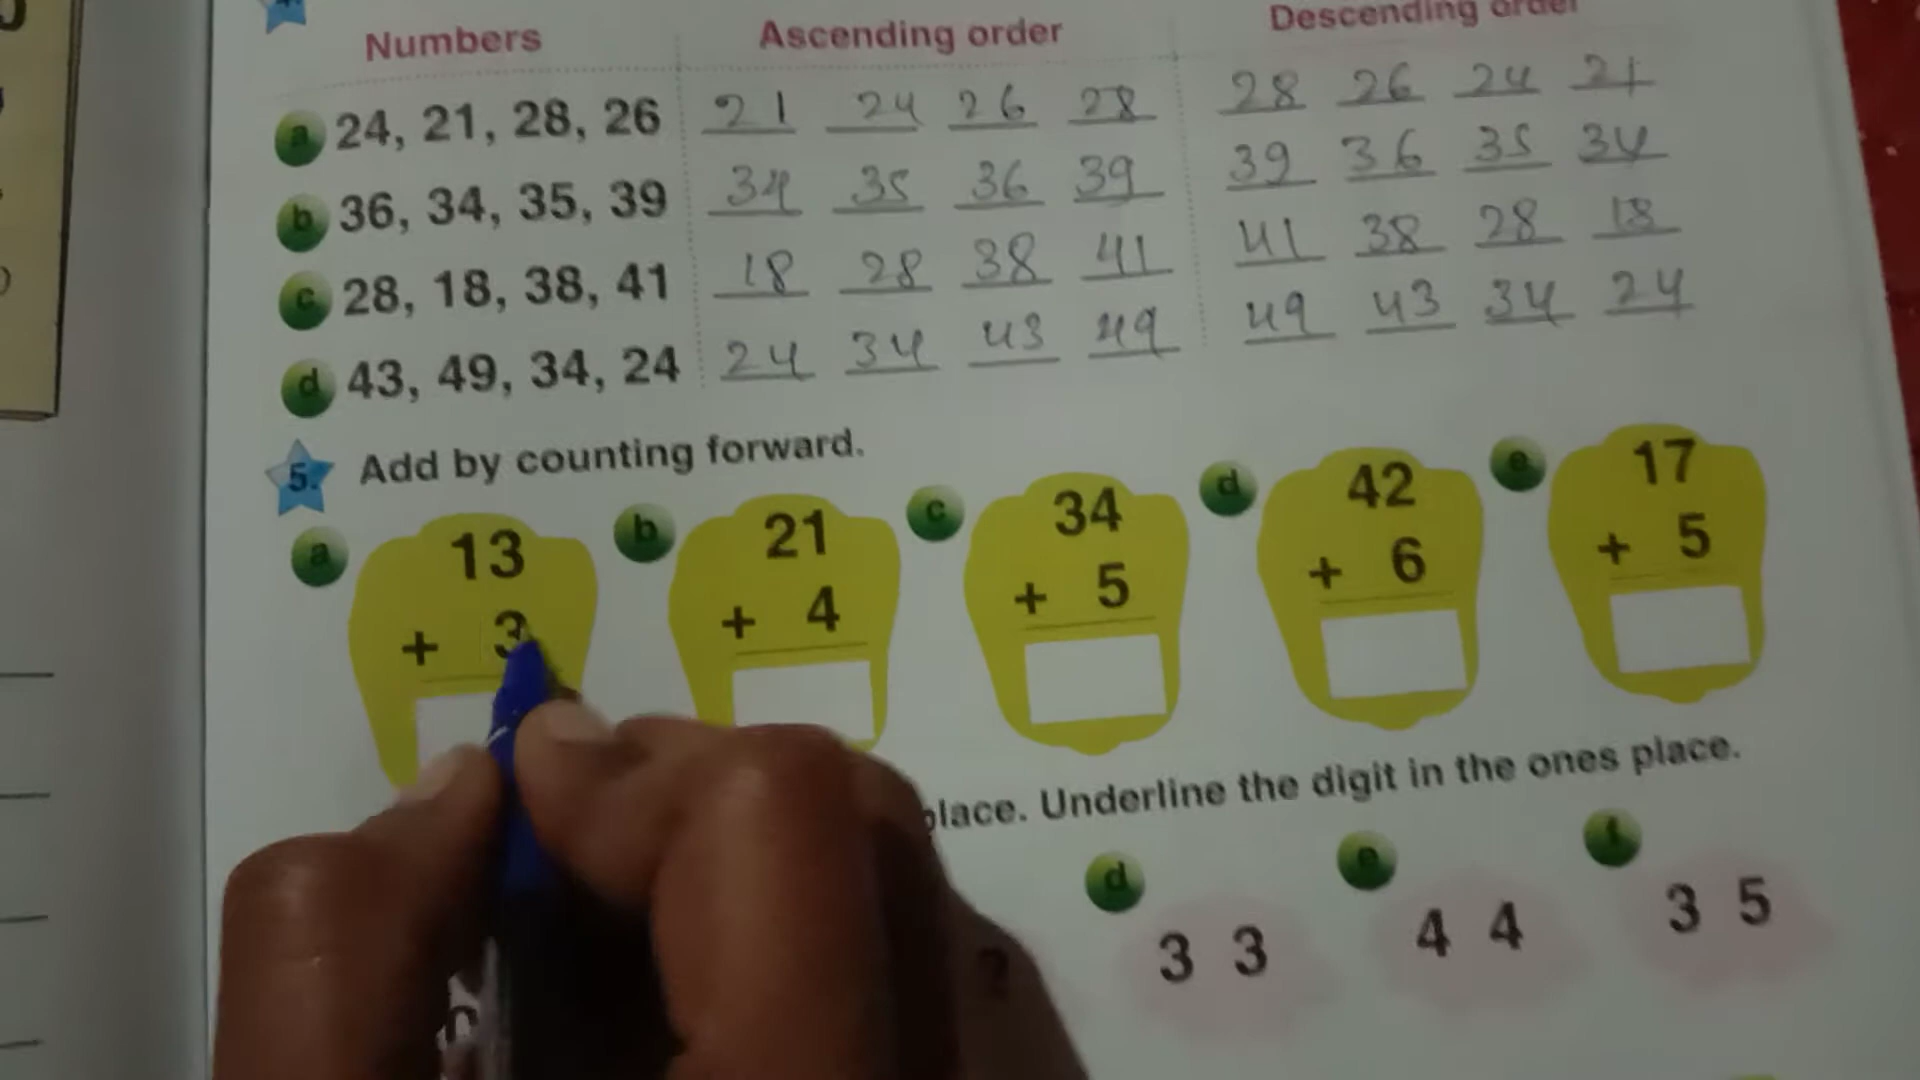 Numbers Ascending order Descending order
a 24, 21, 28, 26 21 24 26 28 28 26 24 21
b 36, 34, 35, 39 34 35 36 39 39 36 35 34
c 28, 18, 38, 41 18 28 38 41 41 38 28 18
d 43, 49, 34, 24 24 34 43 49 49 43 34 24
5. Add by counting forward.
a 13 + 3
b 21 + 4
c 34 + 5
d 42 + 6
e 17 + 5
place. Underline the digit in the ones place.
d 3 3
e 4 4
f 3 5